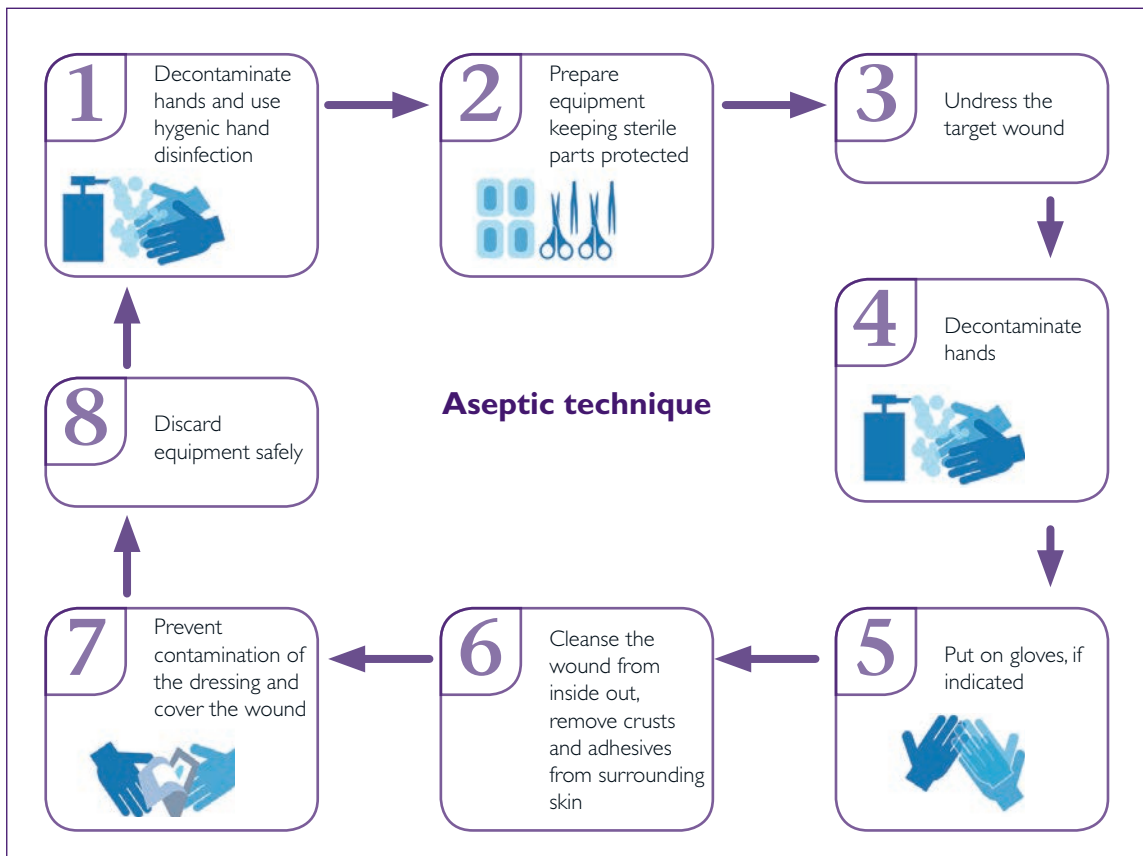 1
Decontaminate
hands and use
hygenic hand
disinfection
2
Prepare
equipment
keeping sterile
parts protected
3
Undress the
target wound
4
Decontaminate
hands
Aseptic technique
8
Discard
equipment safely
7
Prevent
contamination of
the dressing and
cover the wound
6
Cleanse the
wound from
inside out,
remove crusts
and adhesives
from surrounding
skin
5
Put on gloves, if
indicated